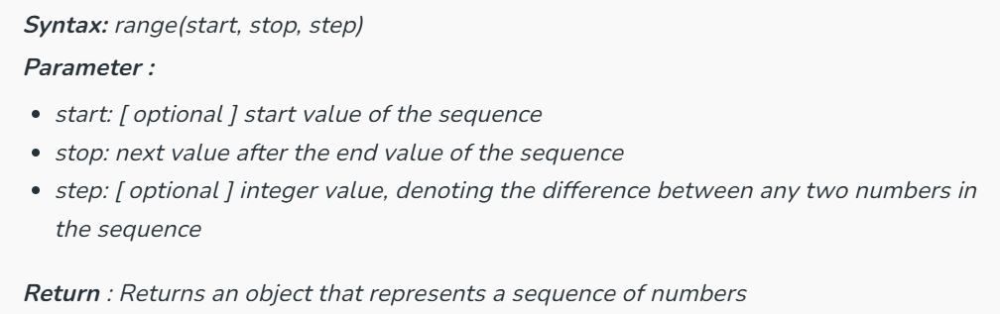 Syntax: range(start, stop, step)
Parameter :
• start: [ optional ] start value of the sequence
• stop: next value after the end value of the sequence
• step: [ optional ] integer value, denoting the difference between any two numbers in
the sequence
Return : Returns an object that represents a sequence of numbers